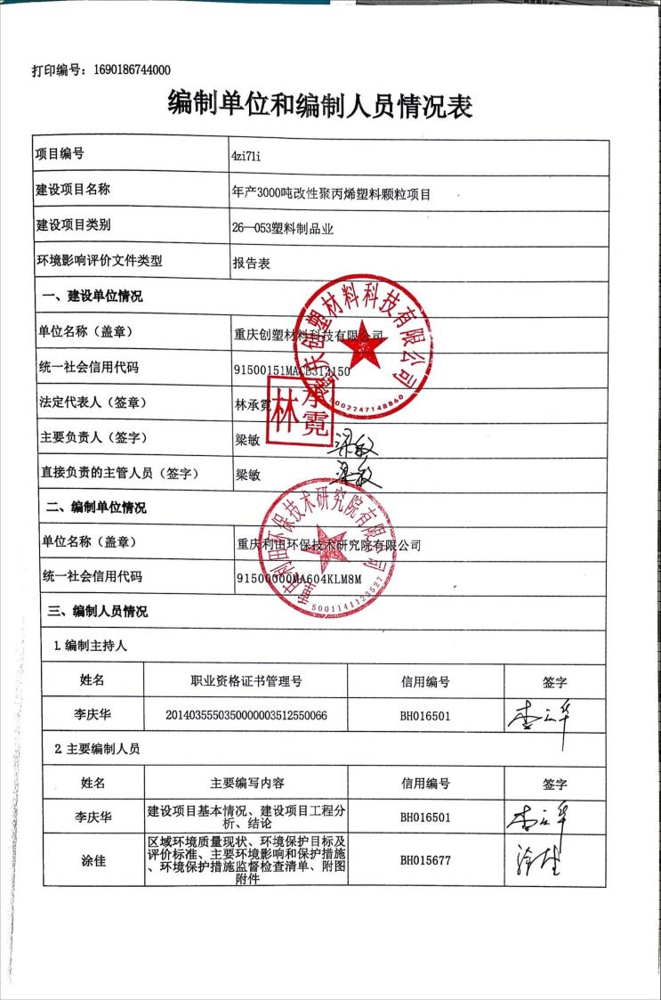 打印编号：1690186744000
编制单位和编制人员情况表
项目编号 4zi71i
建设项目名称 年产3000吨改性聚丙烯塑料颗粒项目
建设项目类别 26—053塑料制品业
环境影响评价文件类型 报告表
一、建设单位情况
单位名称（盖章） 重庆创塑材料科技有限公司
统一社会信用代码 91500151MACB313150
法定代表人（签章） 林承霓
主要负责人（签字） 梁敏 梁敏
直接负责的主管人员（签字） 梁敏 梁敏
二、编制单位情况
单位名称（盖章） 重庆利田环保技术研究院有限公司
统一社会信用代码 91500000MA604KLM8M
三、编制人员情况
1.编制主持人
姓名 职业资格证书管理号 信用编号 签字
李庆华 2014035550350000003512550066 BH016501 李庆华
2.主要编制人员
姓名 主要编写内容 信用编号 签字
李庆华 建设项目基本情况、建设项目工程分
析、结论 BH016501 李庆华
涂佳 区域环境质量现状、环境保护目标及
评价标准、主要环境影响和保护措施
、环境保护措施监督检查清单、附图
附件 BH015677 涂佳
重庆创塑材料科技有限公司
5002247148860
林承霓
重庆利田环保技术研究院有限公司
5001141123527